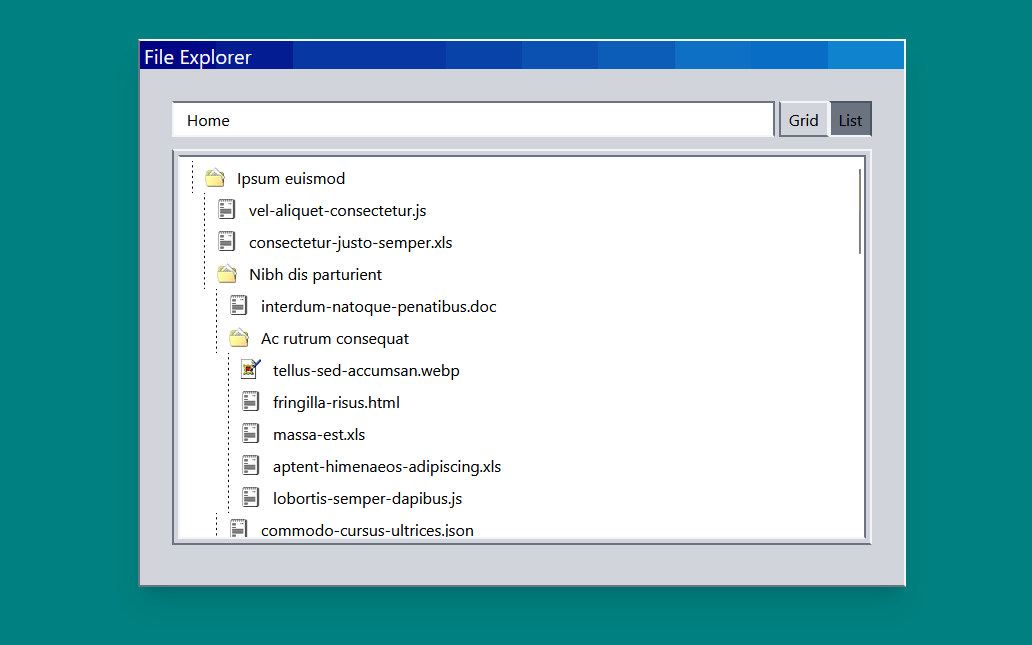 File Explorer
Home
Grid
List
Ipsum euismod
vel-aliquet-consectetur.js
consectetur-justo-semper.xls
Nibh dis parturient
interdum-natoque-penatibus.doc
Ac rutrum consequat
tellus-sed-accumsan.webp
fringilla-risus.html
massa-est.xls
aptent-himenaeos-adipiscing.xls
lobortis-semper-dapibus.js
commodo-cursus-ultrices.json